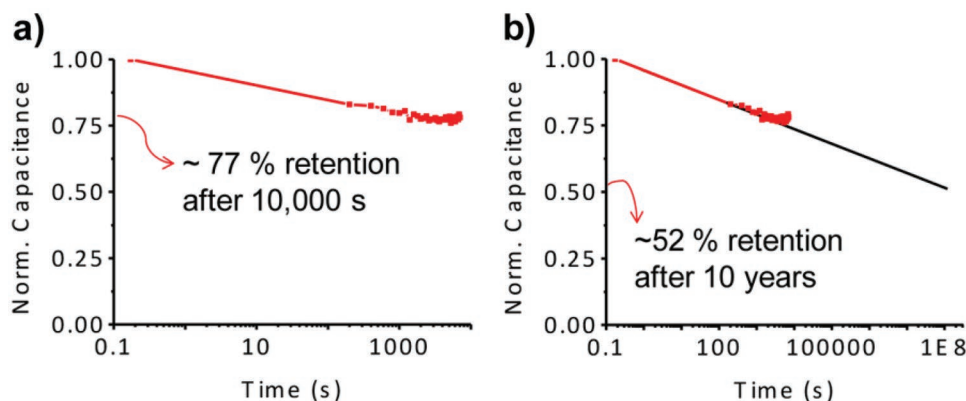 a)
1.00
0.75
0.50
0.25
0.00
Norm. Capacitance
~ 77 % retention
after 10,000 s
0.1
10
1000
Time (s)
b)
1.00
0.75
0.50
0.25
0.00
Norm. Capacitance
~52 % retention
after 10 years
0.1
100
100000
1E8
Time (s)